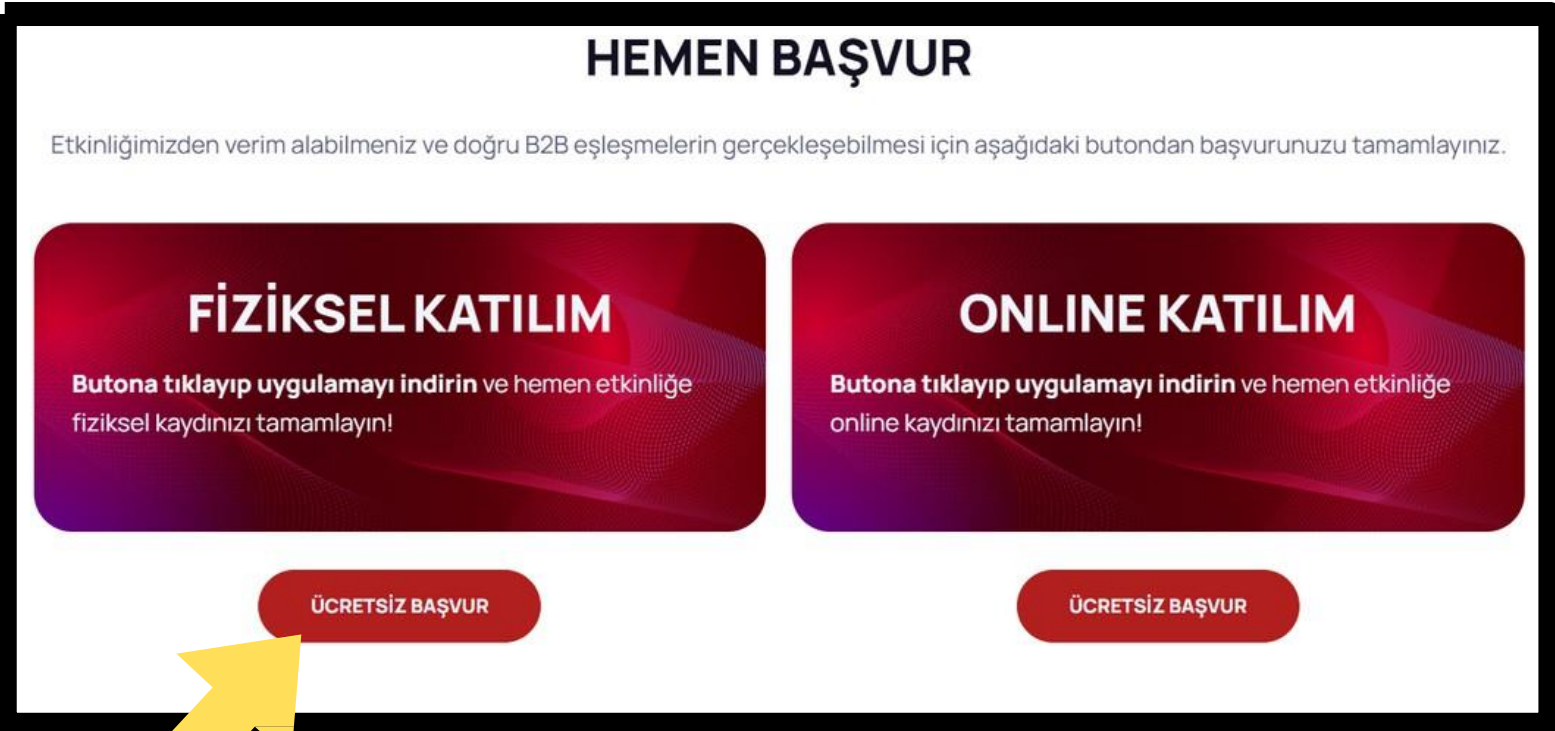 HEMEN BAŞVUR
Etkinliğimizden verim alabilmeniz ve doğru B2B eşleşmelerin gerçekleşebilmesi için aşağıdaki butondan başvurunuzu tamamlayınız.
FİZİKSEL KATILIM
Butona tıklayıp uygulamayı indirin ve hemen etkinliğe
fiziksel kaydınızı tamamlayın!
ÜCRETSİZ BAŞVUR
ONLINE KATILIM
Butona tıklayıp uygulamayı indirin ve hemen etkinliğe
online kaydınızı tamamlayın!
ÜCRETSİZ BAŞVUR